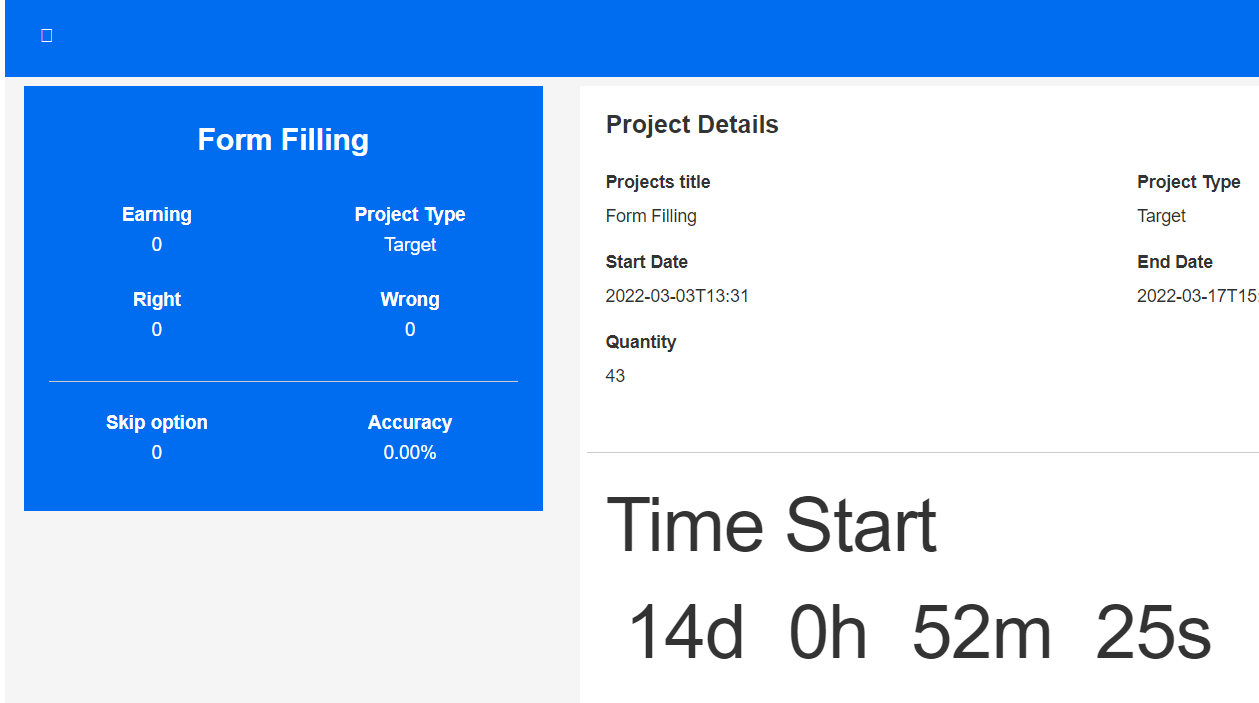 Form Filling
Earning
0
Project Type
Target
Right
0
Wrong
0
Skip option
0
Accuracy
0.00%
Project Details
Projects title
Form Filling
Project Type
Target
Start Date
2022-03-03T13:31
End Date
2022-03-17T15:
Quantity
43
Time Start
14d 0h 52m 25s